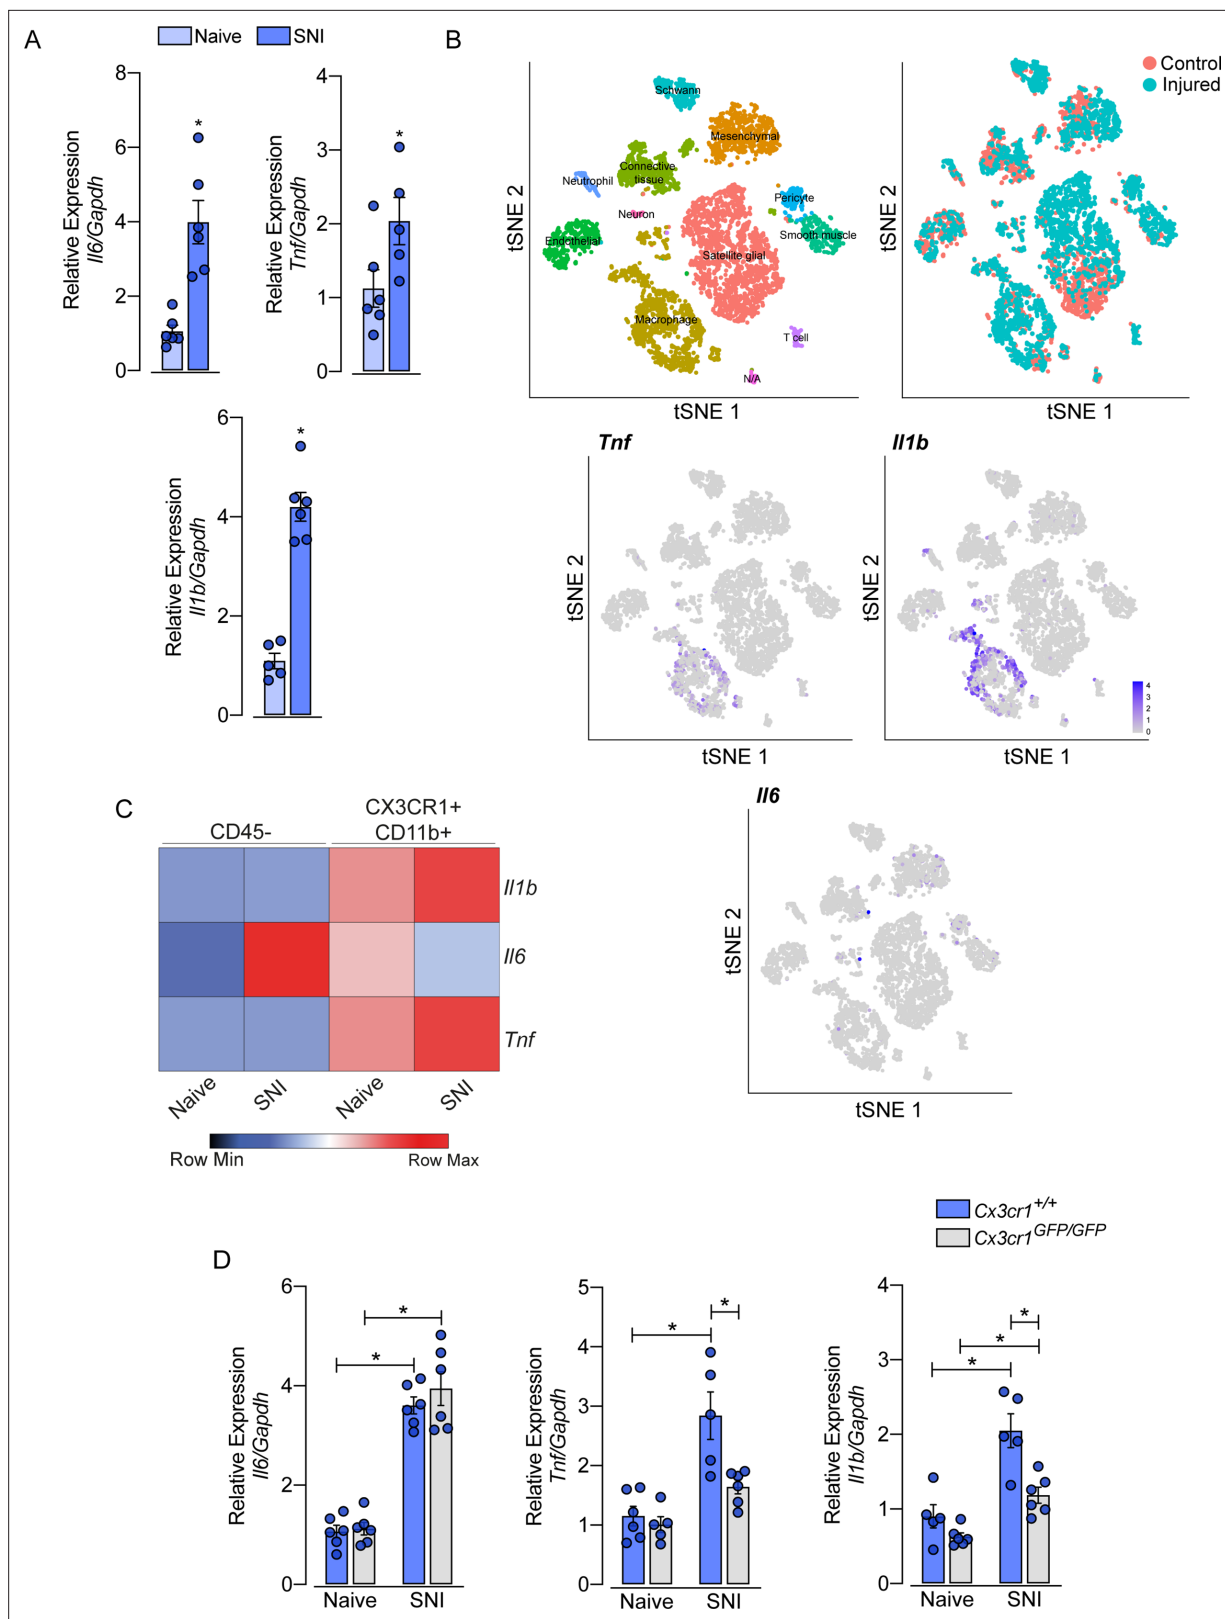 A
Naive
SNI
8
6
4
2
0
Relative Expression
Il6/Gapdh
*
4
3
2
1
0
Relative Expression
Tnf/Gapdh
*
6
4
2
0
Relative Expression
Il1b/Gapdh
*
B
Control
Injured
Schwann
Mesenchymal
Connective
tissue
Neutrophil
Neuron
Pericyte
Endothelial
Smooth muscle
Satellite glial
Macrophage
T cell
N/A
tSNE 2
tSNE 1
tSNE 2
tSNE 1
Tnf
tSNE 2
tSNE 1
Il1b
tSNE 2
tSNE 1
4
3
2
1
0
Il6
tSNE 2
tSNE 1
C
CD45-
CX3CR1+
CD11b+
Il1b
Il6
Tnf
Naive
SNI
Naive
SNI
Row Min
Row Max
D
Cx3cr1+/+
Cx3cr1GFP/GFP
6
4
2
0
Relative Expression
Il6/Gapdh
*
*
Naive
SNI
5
4
3
2
1
0
Relative Expression
Tnf/Gapdh
*
*
Naive
SNI
4
3
2
1
0
Relative Expression
Il1b/Gapdh
*
*
*
Naive
SNI